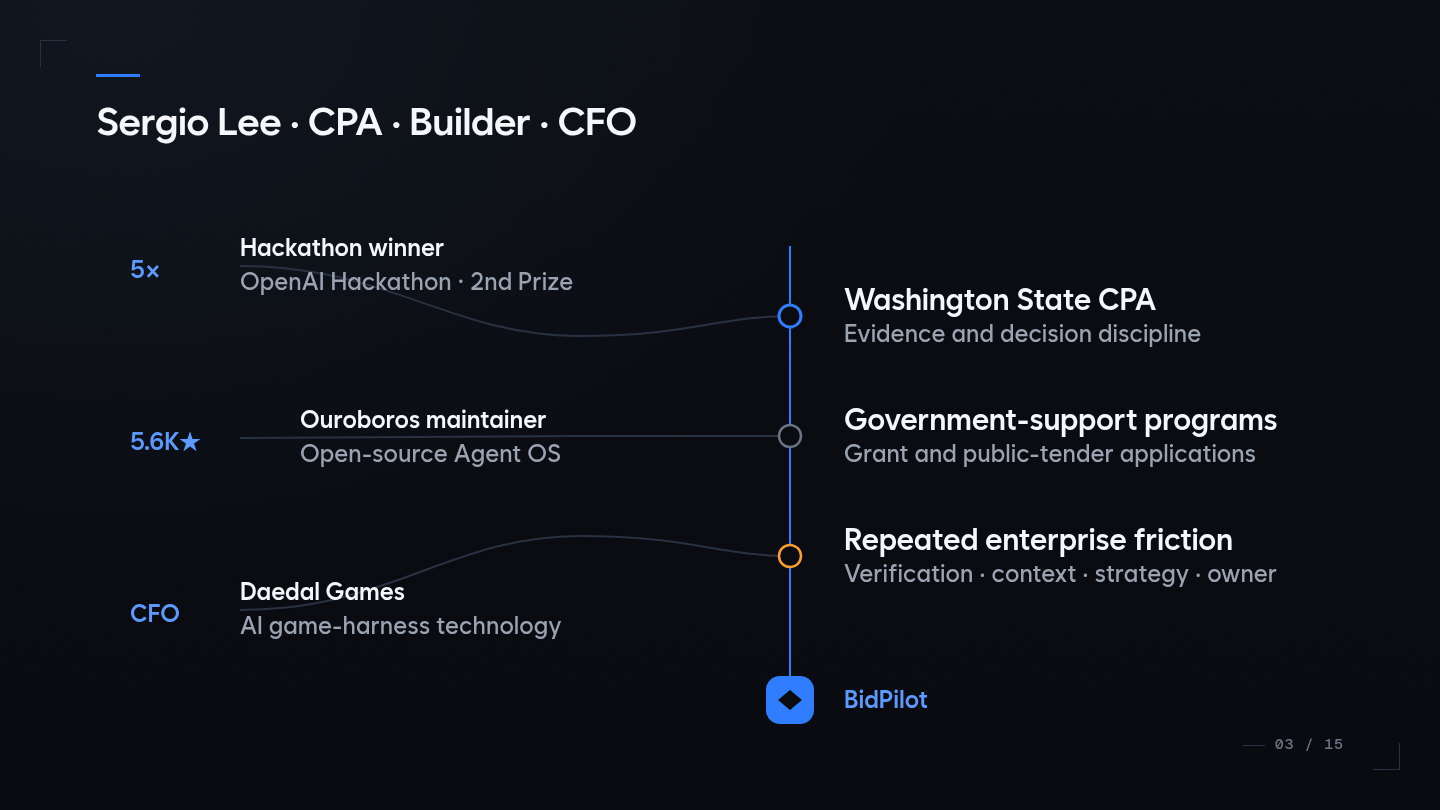 Sergio Lee · CPA · Builder · CFO
5×
Hackathon winner
OpenAI Hackathon · 2nd Prize
5.6K★
Ouroboros maintainer
Open-source Agent OS
CFO
Daedal Games
AI game-harness technology
Washington State CPA
Evidence and decision discipline
Government-support programs
Grant and public-tender applications
Repeated enterprise friction
Verification · context · strategy · owner
BidPilot
03 / 15